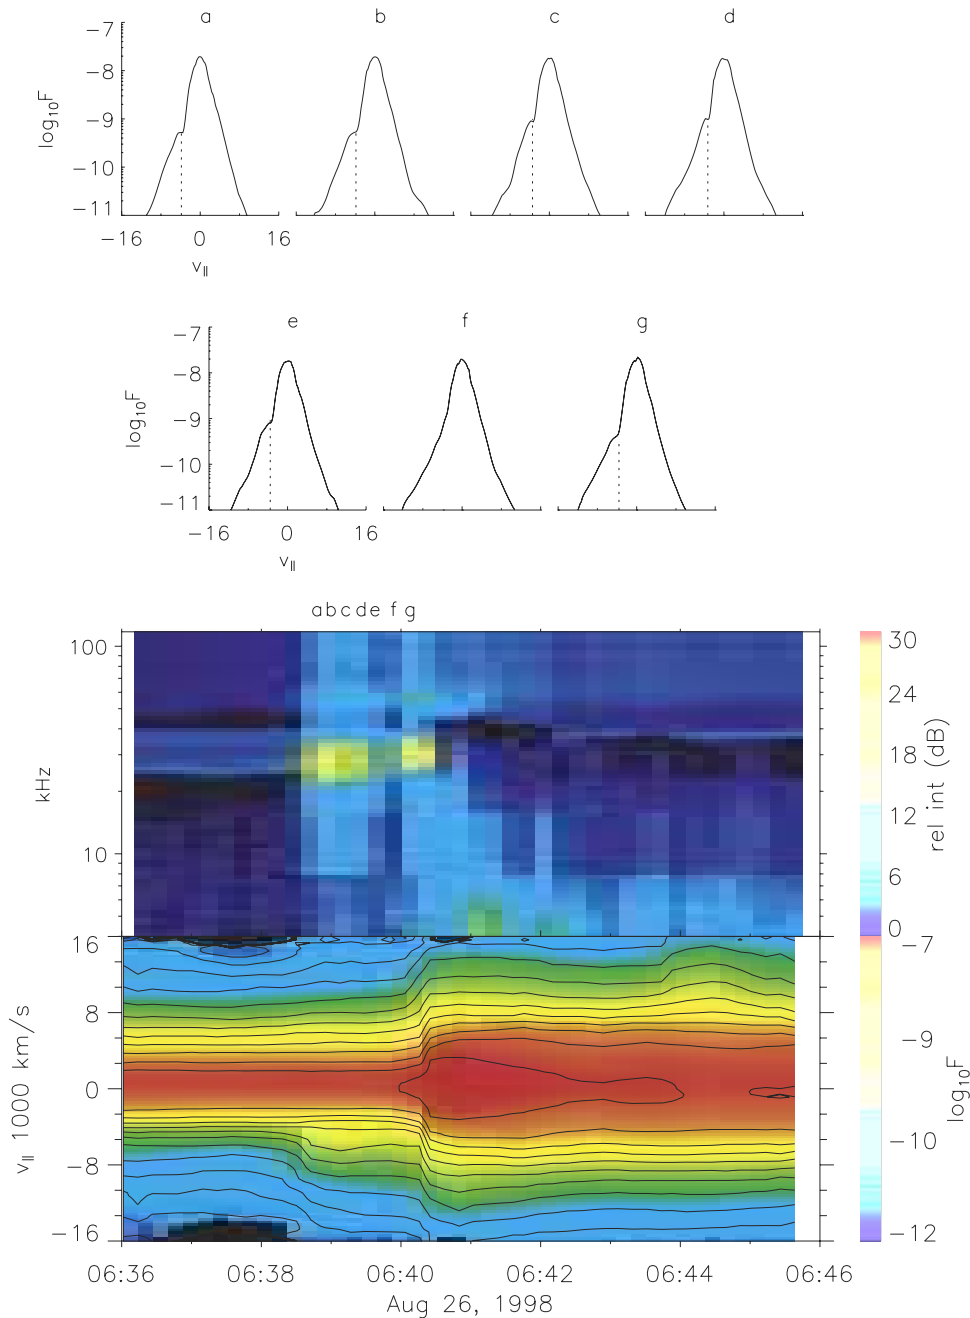 a b c d
−7
−8
−9
−10
−11
log10F
−16 0 16
v||
e f g
−7
−8
−9
−10
−11
log10F
−16 0 16
v||
abcde f g
100
10
kHz
30
24
18
12
6
0
rel int (dB)
16
8
0
−8
−16
v|| 1000 km/s
−7
−9
−10
−12
log10F
06:36 06:38 06:40 06:42 06:44 06:46
Aug 26, 1998